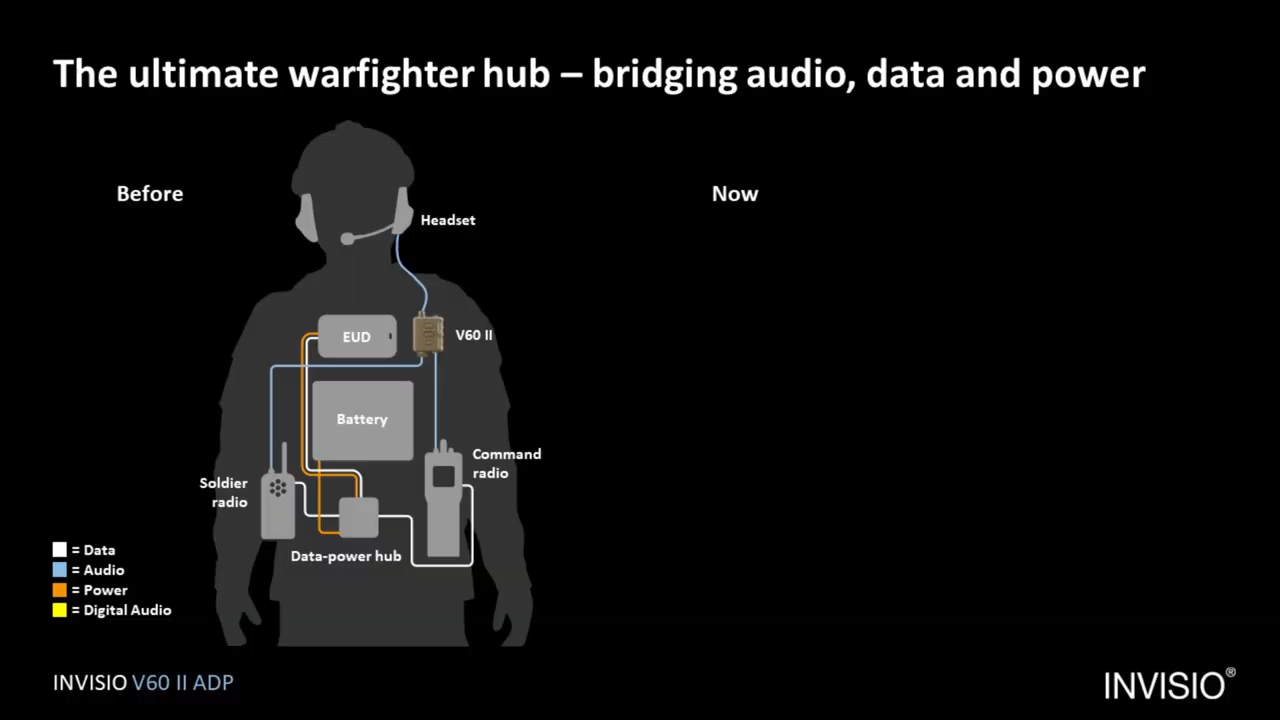 The ultimate warfighter hub – bridging audio, data and power
Before
Now
Headset
EUD
V60 II
Battery
Command
radio
Soldier
radio
Data-power hub
= Data
= Audio
= Power
= Digital Audio
INVISIO V60 II ADP
INVISIO®